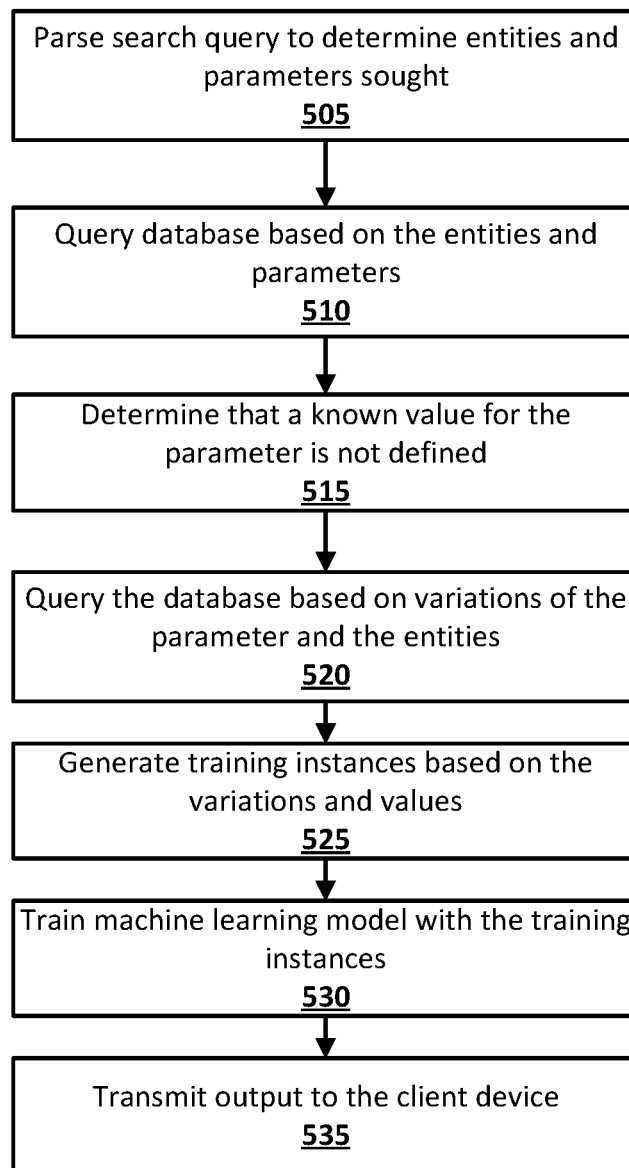 Parse search query to determine entities and
parameters sought
505
Query database based on the entities and
parameters
510
Determine that a known value for the
parameter is not defined
515
Query the database based on variations of the
parameter and the entities
520
Generate training instances based on the
variations and values
525
Train machine learning model with the training
instances
530
Transmit output to the client device
535